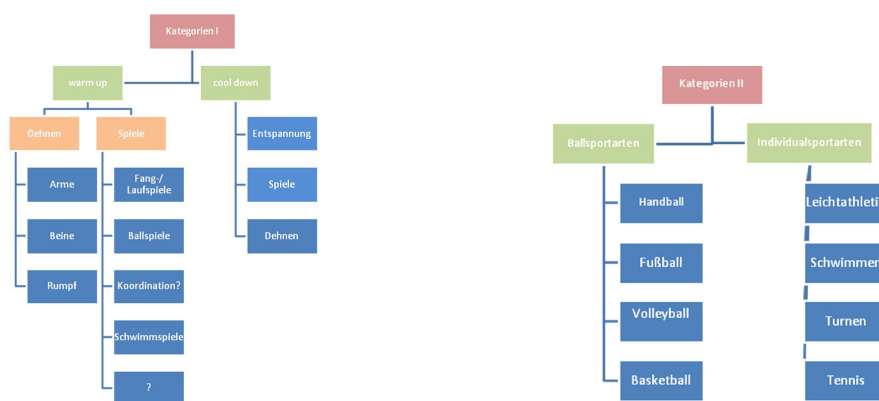 Kategorien I
warm up
cool down
Dehnen
Spiele
Arme
Beine
Rumpf
Fang-/
Laufspiele
Ballspiele
Koordination?
Schwimmspiele
?
Entspannung
Spiele
Dehnen
Kategorien II
Ballsportarten
Individualsportarten
Handball
Fußball
Volleyball
Basketball
Leichtathleti
Schwimmen
Turnen
Tennis